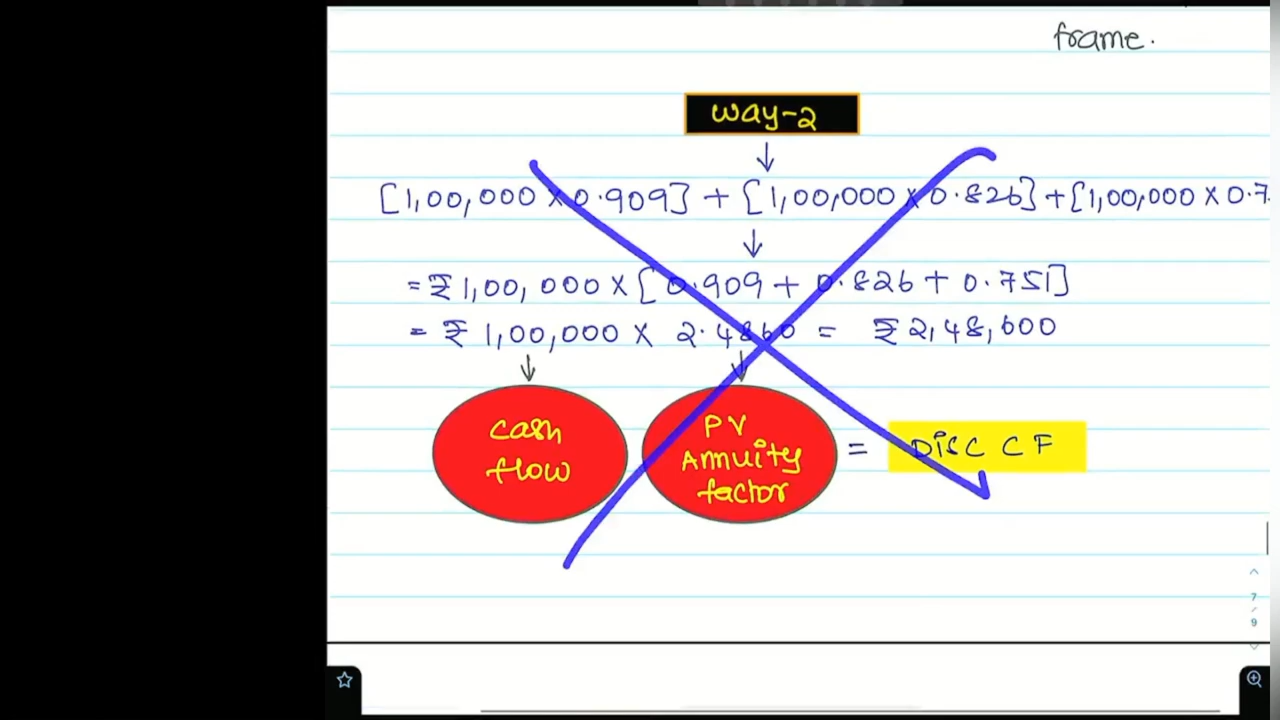 frame.
Way-2
[1,00,000 × 0.909] + [1,00,000 × 0.826] + [1,00,000 × 0.7
= ₹ 1,00,000 × [0.909 + 0.826 + 0.751]
= ₹ 1,00,000 × 2.4860 = ₹ 2,48,600
Cash flow
PV Annuity factor
= DISC CF
7
/
9